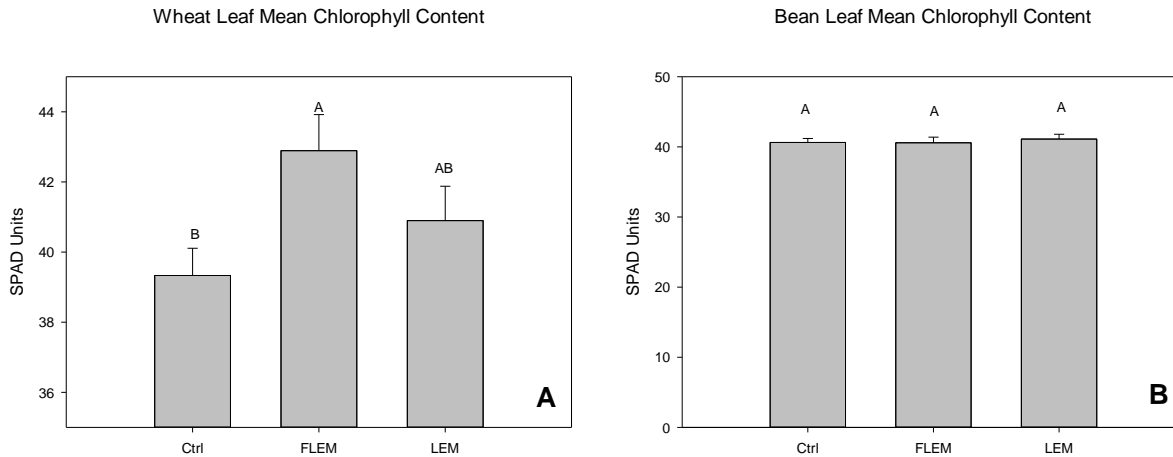 Wheat Leaf Mean Chlorophyll Content
SPAD Units
44
42
40
38
36
B
A
AB
A
Ctrl
FLEM
LEM
Bean Leaf Mean Chlorophyll Content
SPAD Units
50
40
30
20
10
0
A
A
A
B
Ctrl
FLEM
LEM